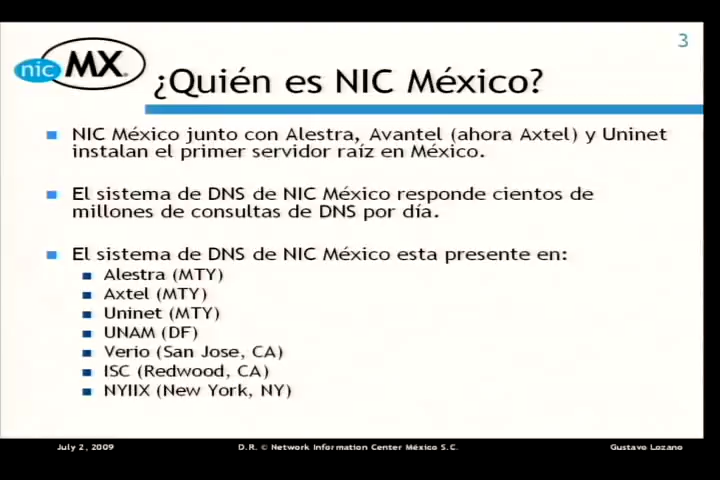 3
nic MX®
¿Quién es NIC México?
NIC México junto con Alestra, Avantel (ahora Axtel) y Uninet
instalan el primer servidor raíz en México.
El sistema de DNS de NIC México responde cientos de
millones de consultas de DNS por día.
El sistema de DNS de NIC México esta presente en:
Alestra (MTY)
Axtel (MTY)
Uninet (MTY)
UNAM (DF)
Verio (San Jose, CA)
ISC (Redwood, CA)
NYIIX (New York, NY)
July 2, 2009 D.R. © Network Information Center México S.C. Gustavo Lozano